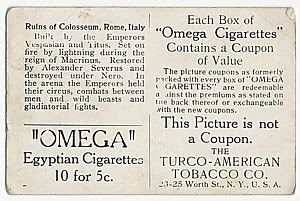 Ruins of Colosseum, Rome, Italy
Built by the Emperors
Vespasian and Titus. Set on
fire by lightning during the
reign of Macrinus. Restored
by Alexander Severus and
destroyed under Nero. In
the arena the Emperors held
their circus, combats between
men and wild beasts and
gladiatorial fights.
"OMEGA"
Egyptian Cigarettes
10 for 5c.
Each Box of
"Omega Cigarettes"
Contains a Coupon
of Value
The picture coupons as formerly
packed with every box of "OMEGA
GARETTES" are redeemable
against the premiums as stated on
the back thereof or exchangeable
with the new coupons.
This Picture is not
a Coupon.
THE
TURCO-AMERICAN
TOBACCO CO.
23-25 Worth St., N. Y., U. S. A.